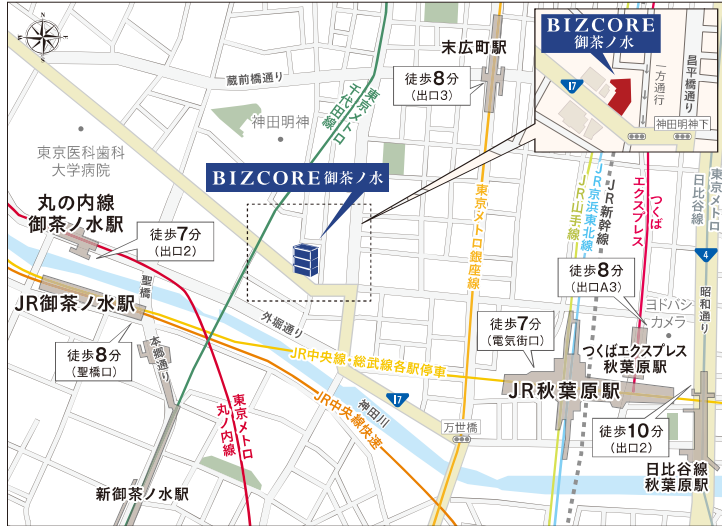 BIZCORE
御茶ノ水
17
一方通行
昌平橋通り
神田明神下
末広町駅
徒歩8分
(出口3)
蔵前橋通り
東京メトロ
千代田線
神田明神
東京医科歯科
大学病院
BIZCORE 御茶ノ水
丸の内線
御茶ノ水駅
徒歩7分
(出口2)
聖橋
JR御茶ノ水駅
徒歩8分
(聖橋口)
本郷通り
外堀通り
JR中央線・総武線各駅停車
JR中央線快速
神田川
17
東京メトロ
丸ノ内線
新御茶ノ水駅
東京メトロ銀座線
万世橋
JR山手線
JR京浜東北線
JR新幹線
つくば
エクスプレス
東京メトロ
日比谷線
4
昭和通り
徒歩8分
(出口A3)
ヨドバシ
カメラ
徒歩7分
(電気街口)
つくばエクスプレス
秋葉原駅
JR秋葉原駅
徒歩10分
(出口2)
日比谷線
秋葉原駅